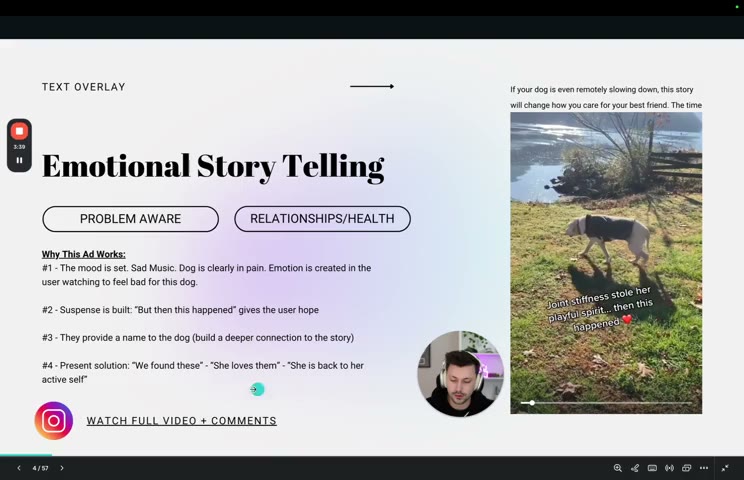 TEXT OVERLAY
If your dog is even remotely slowing down, this story
will change how you care for your best friend. The time
3:39
Emotional Story Telling
PROBLEM AWARE
RELATIONSHIPS/HEALTH
Why This Ad Works:
#1 - The mood is set. Sad Music. Dog is clearly in pain. Emotion is created in the
user watching to feel bad for this dog.
#2 - Suspense is built: “But then this happened” gives the user hope
#3 - They provide a name to the dog (build a deeper connection to the story)
#4 - Present solution: “We found these” - “She loves them” - “She is back to her
active self”
Joint stiffness stole her
playful spirit... then this
happened ❤️
WATCH FULL VIDEO + COMMENTS
4 / 57